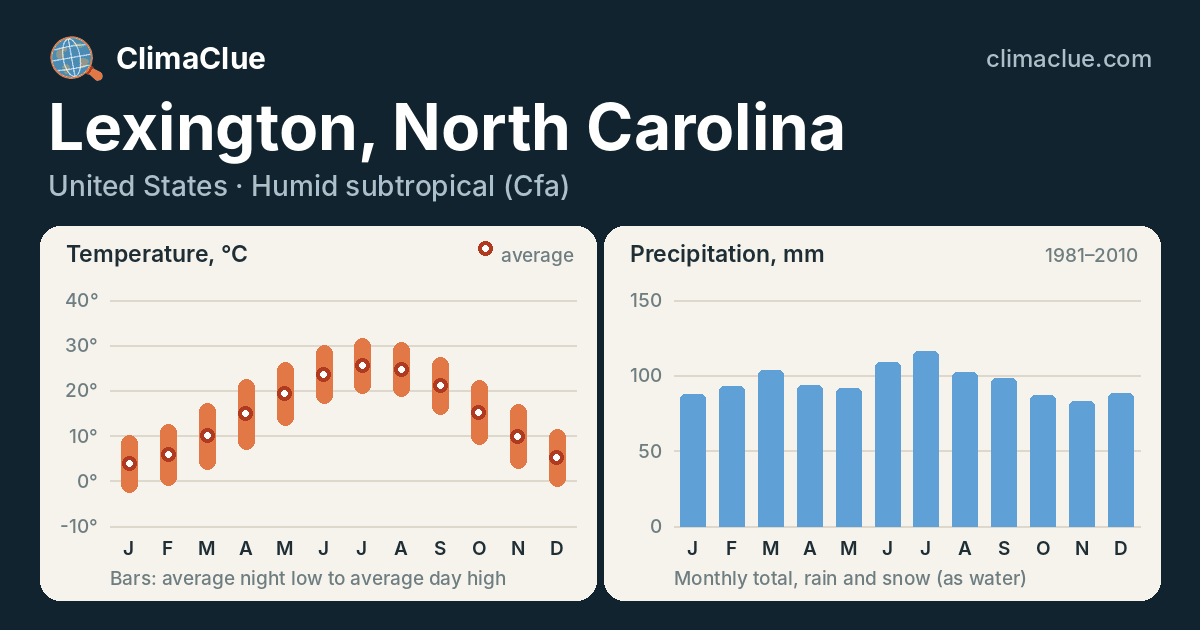 ClimaClue
climaclue.com
Lexington, North Carolina
United States · Humid subtropical (Cfa)
Temperature, °C
average
40°
30°
20°
10°
0°
-10°
J F M A M J J A S O N D
Bars: average night low to average day high
Precipitation, mm
1981–2010
150
100
50
0
J F M A M J J A S O N D
Monthly total, rain and snow (as water)